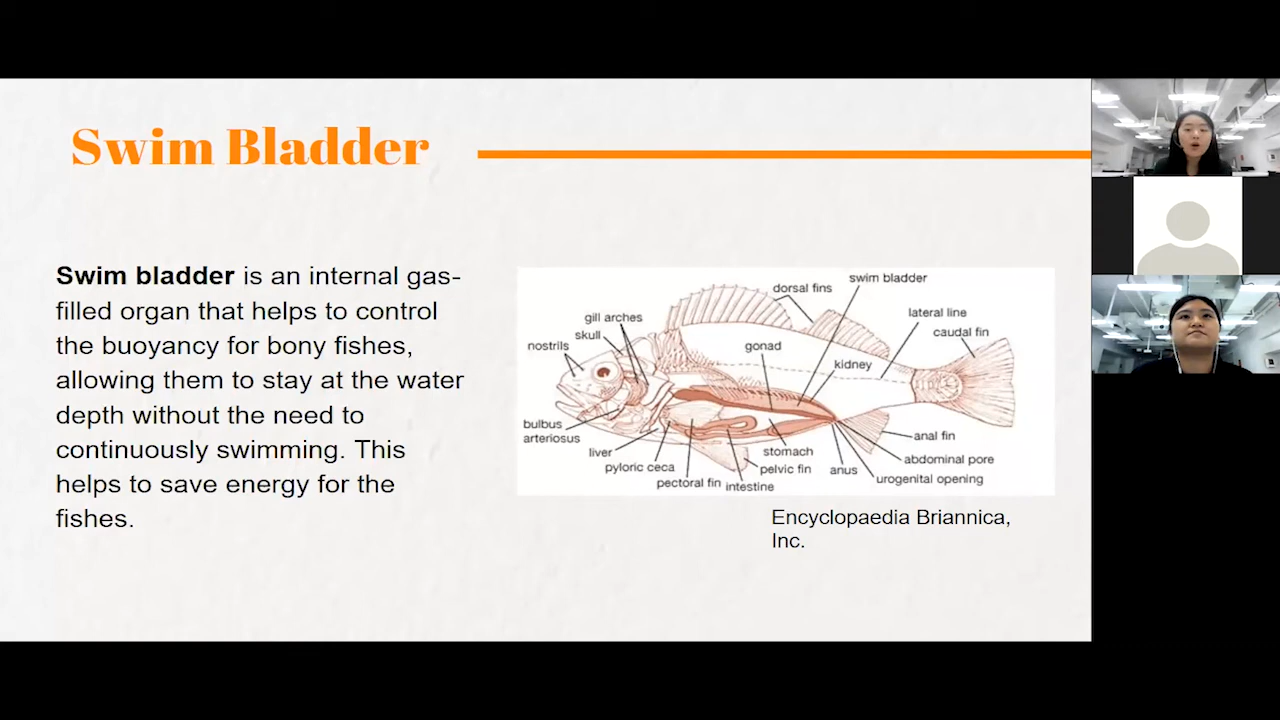 Swim Bladder
Swim bladder is an internal gas-
filled organ that helps to control
the buoyancy for bony fishes,
allowing them to stay at the water
depth without the need to
continuously swimming. This
helps to save energy for the
fishes.
swim bladder
dorsal fins
lateral line
gill arches
caudal fin
skull
nostrils
gonad
kidney
bulbus
arteriosus
anal fin
liver
stomach
abdominal pore
pyloric ceca
pelvic fin
anus
urogenital opening
pectoral fin
intestine
Encyclopaedia Briannica,
Inc.